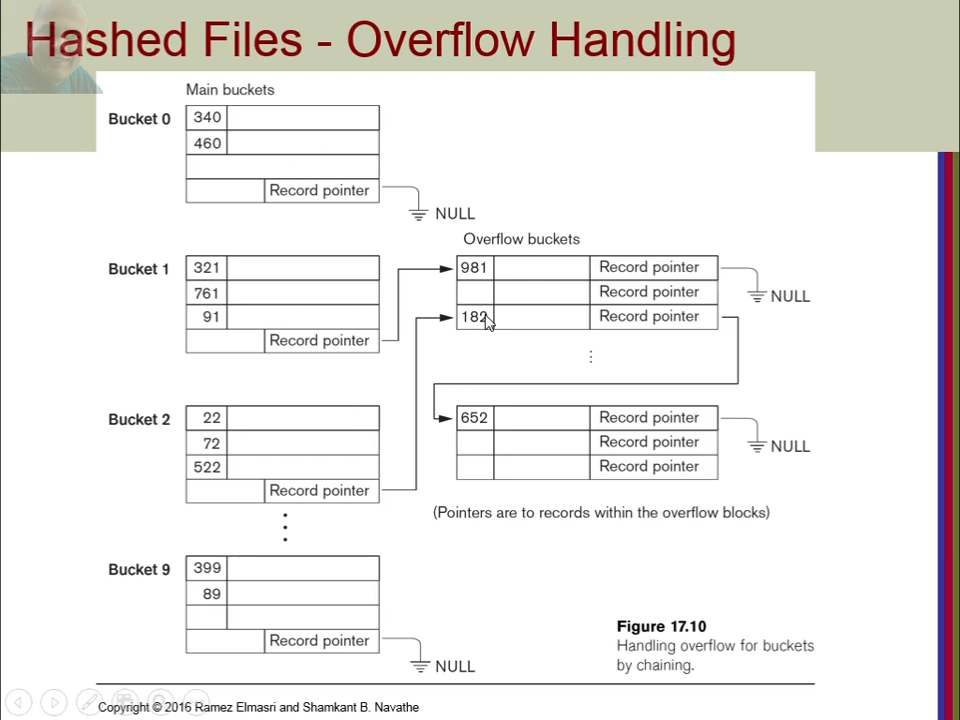 Hashed Files - Overflow Handling
Main buckets
Bucket 0
340
460
Record pointer
NULL
Overflow buckets
Bucket 1
321
761
91
Record pointer
981 Record pointer
Record pointer
182 Record pointer
NULL
Bucket 2
22
72
522
Record pointer
652 Record pointer
Record pointer
Record pointer
NULL
(Pointers are to records within the overflow blocks)
Bucket 9
399
89
Record pointer
NULL
Figure 17.10
Handling overflow for buckets
by chaining.
Copyright © 2016 Ramez Elmasri and Shamkant B. Navathe